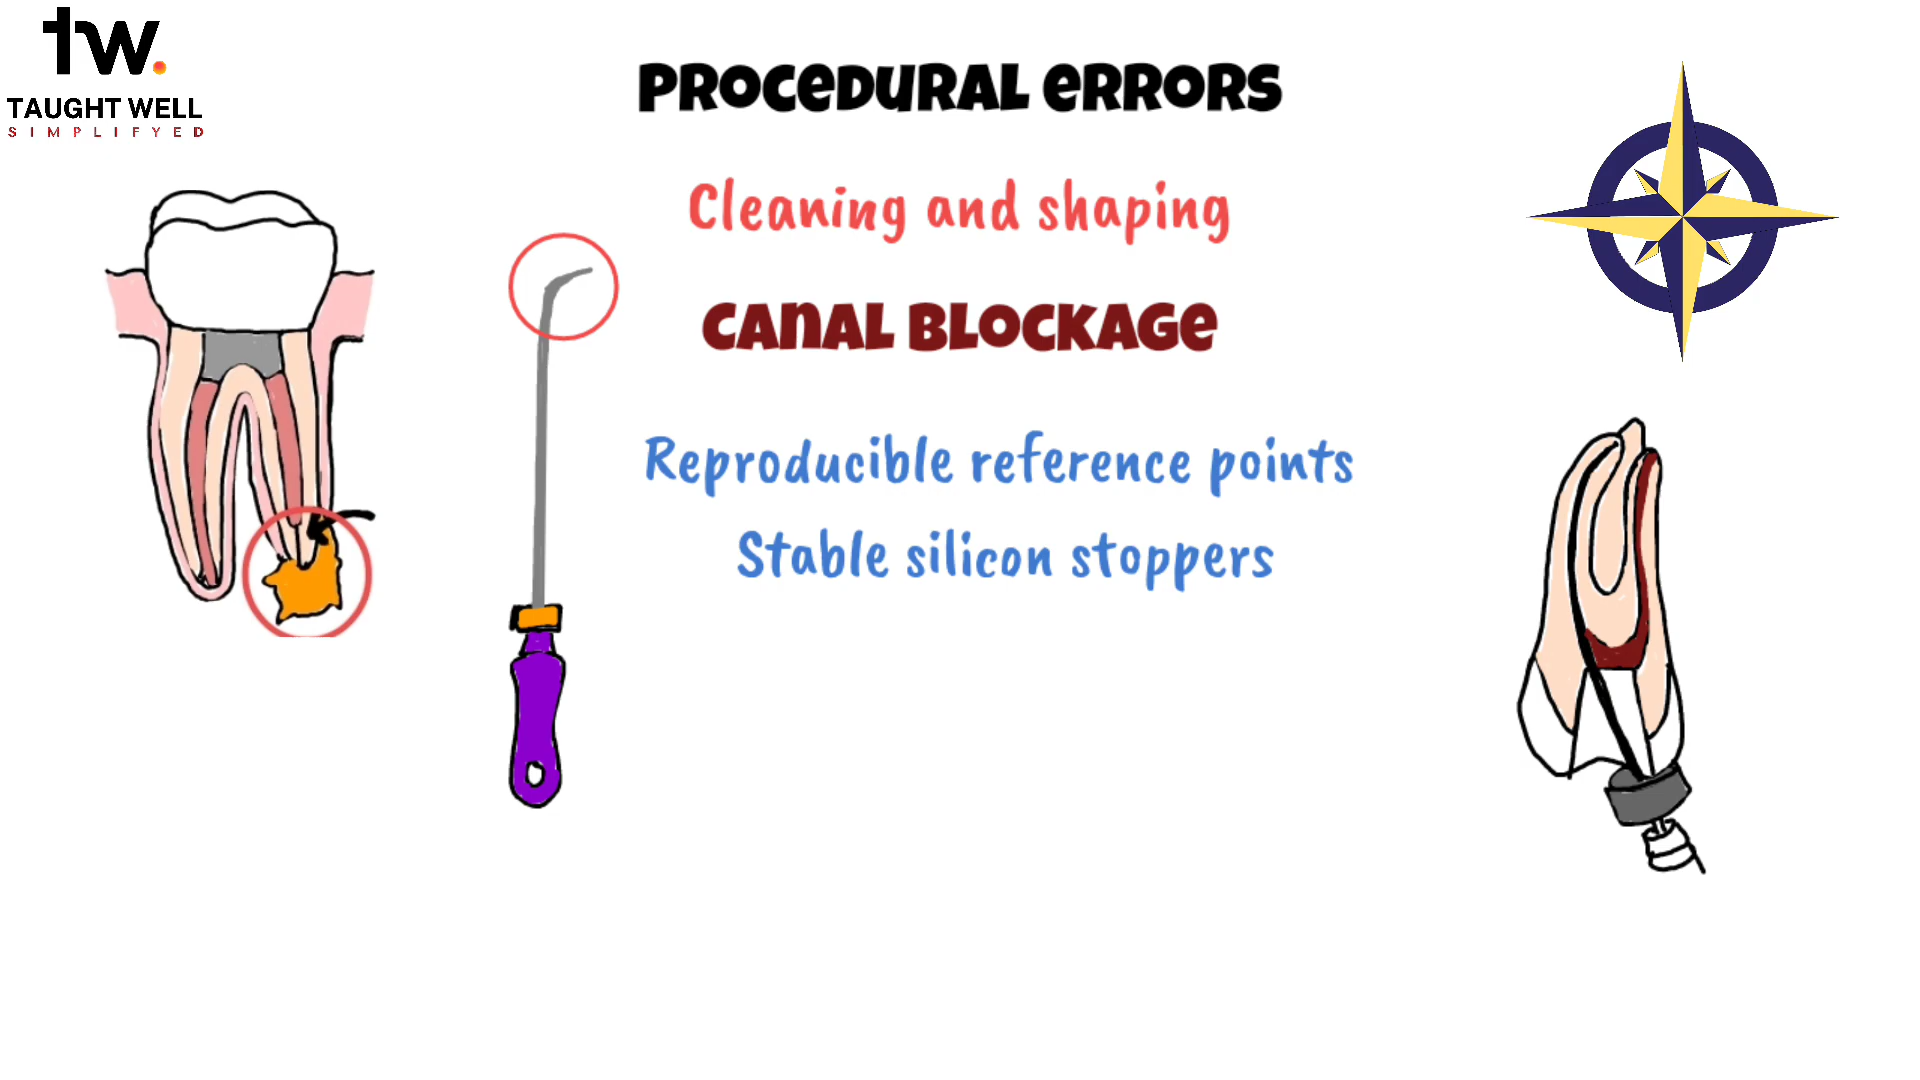 tw.
TAUGHT WELL
SIMPLIFYED
PROCEDURAL ERRORS
Cleaning and shaping
CANAL BLOCKAGE
Reproducible reference points
Stable silicon stoppers